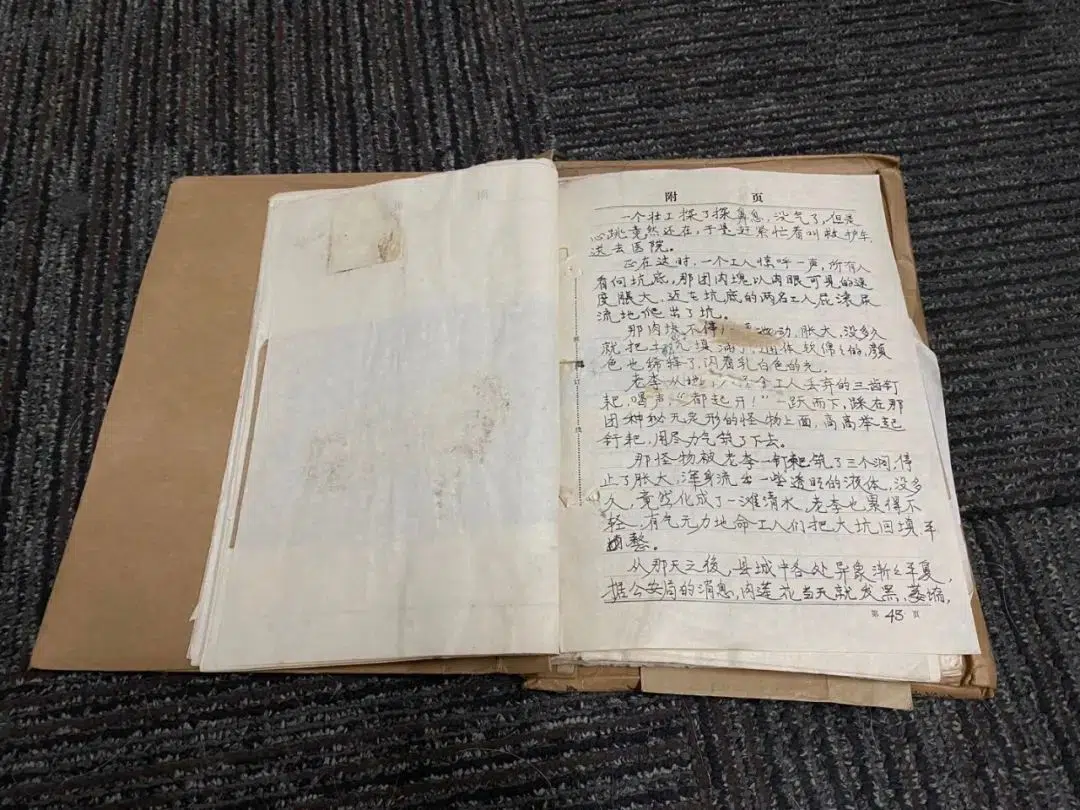 附 页
一个壮工探了探鼻息,没气了,但是
心跳竟然还在,于是赶紧忙着叫救护车,
送去医院。
正在这时,一个工人惊呼一声,所有人
看向坑底,那团肉块以肉眼可见的速
度胀大,近在坑底的两名工人屁滚尿
流地爬出了坑。
那肉块不停 动,胀大,没多久
就把土坑填满了, 体软 的,颜
色也稀释了,闪着乳白色的光。
老李从地 个工人丢弃的三齿钉
耙,喝声“都起开!”一跃而下,踩在那
团神秘无定形的怪物上面,高高举起
钉耙,用尽力气筑了下去。
那怪物被老李一钉耙筑了三个洞,停
止了胀大,浑身流出一些透明的液体,没多
久,竟然化成了一滩清水,老李也累得不
轻,有气无力地命工人们把大坑回填平
整。
从那天之後,县城中各处异象渐々平复,
据公安局的消息,肉莲花当天就发黑,萎缩,
第 43 页